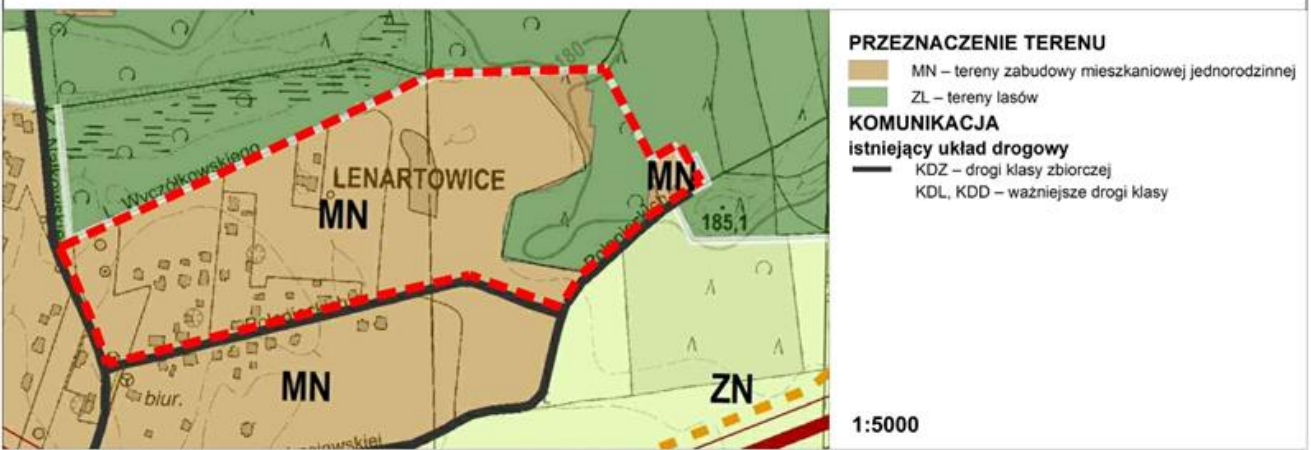 PRZEZNACZENIE TERENU
MN – tereny zabudowy mieszkaniowej jednorodzinnej
ZL – tereny lasów
KOMUNIKACJA
istniejący układ drogowy
KDZ – drogi klasy zbiorczej
KDL, KDD – ważniejsze drogi klasy
1:5000
180
Wyczółkowskiego
LENARTOWICE
MN
MN
185,1
MN
biur.
ZN